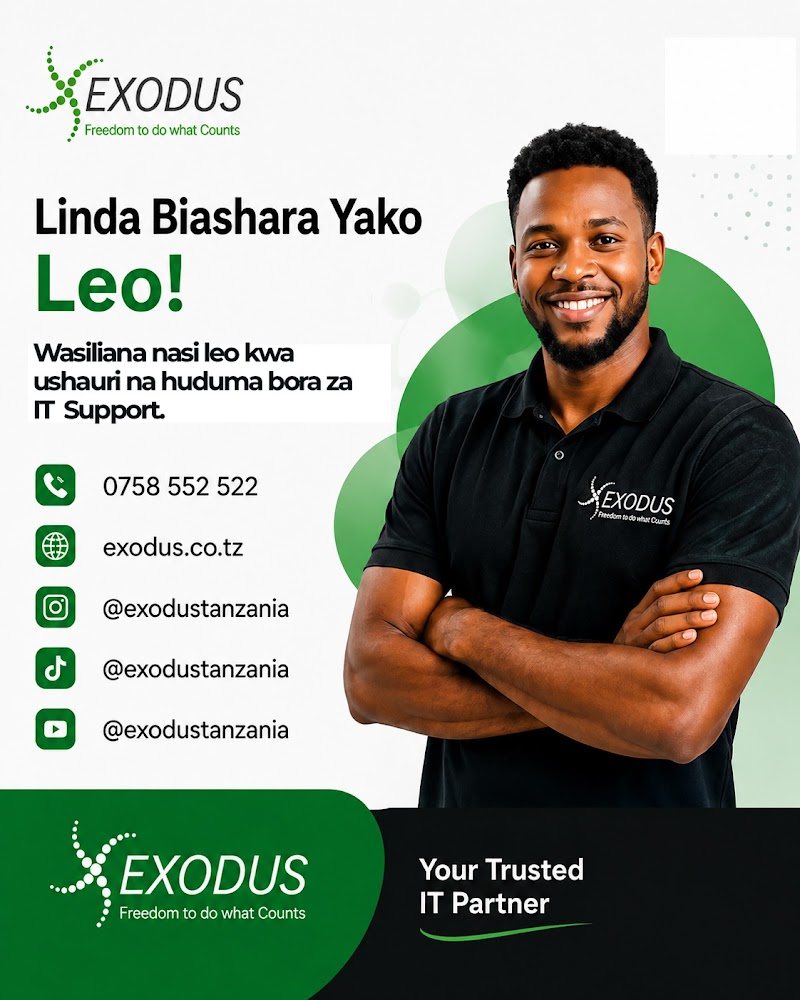 EXODUS
Freedom to do what Counts
Linda Biashara Yako
Leo!
Wasiliana nasi leo kwa
ushauri na huduma bora za
IT Support.
0758 552 522
exodus.co.tz
@exodustanzania
@exodustanzania
@exodustanzania
EXODUS
Freedom to do what Counts
EXODUS
Freedom to do what Counts
Your Trusted
IT Partner